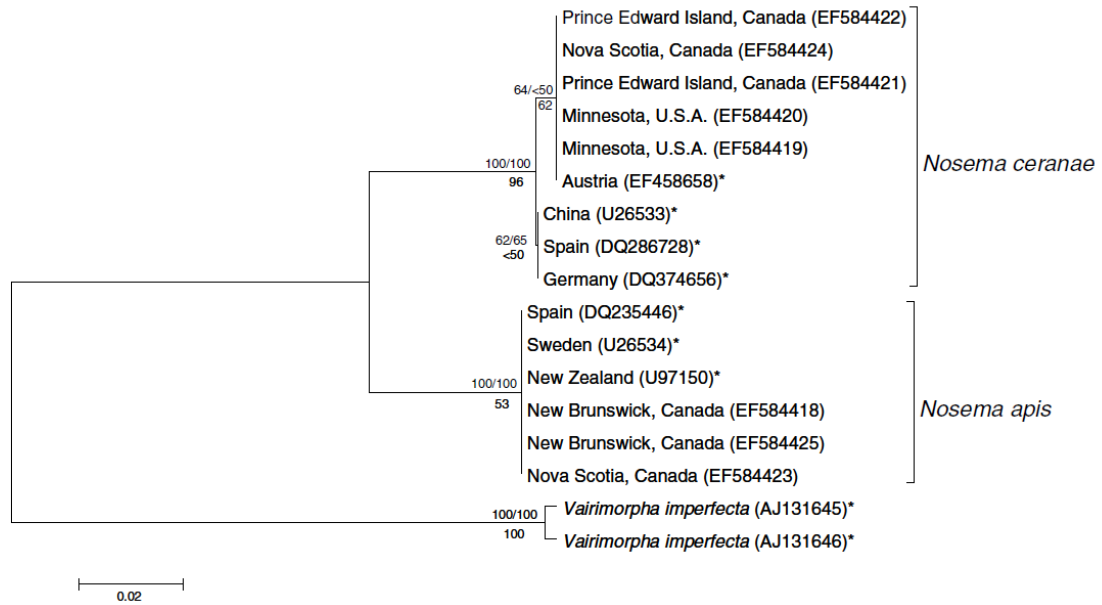 Prince Edward Island, Canada (EF584422)
Nova Scotia, Canada (EF584424)
Prince Edward Island, Canada (EF584421)
64/<50
62
Minnesota, U.S.A. (EF584420)
Minnesota, U.S.A. (EF584419)
Nosema ceranae
100/100
96
Austria (EF458658)*
China (U26533)*
62/65
<50
Spain (DQ286728)*
Germany (DQ374656)*
Spain (DQ235446)*
Sweden (U26534)*
New Zealand (U97150)*
100/100
53
New Brunswick, Canada (EF584418)
Nosema apis
New Brunswick, Canada (EF584425)
Nova Scotia, Canada (EF584423)
Vairimorpha imperfecta (AJ131645)*
100/100
100
Vairimorpha imperfecta (AJ131646)*
0.02